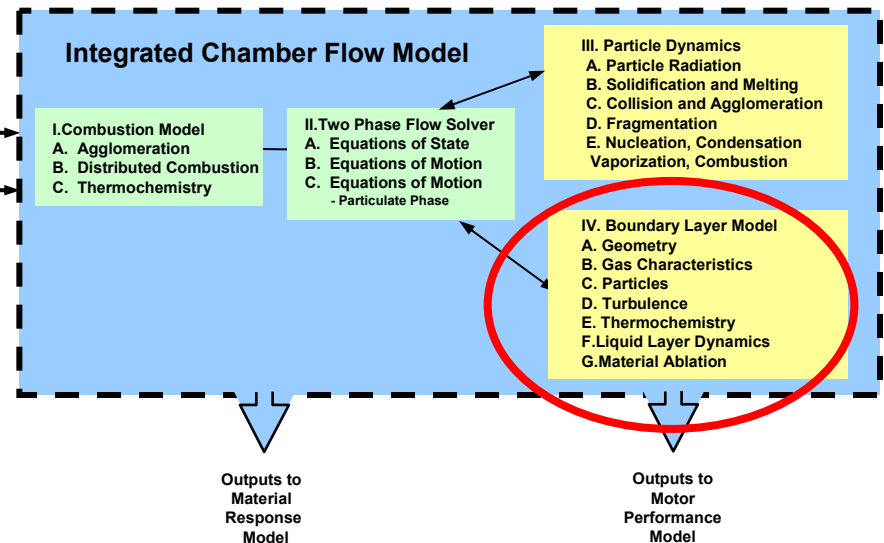 Integrated Chamber Flow Model
I.Combustion Model
A. Agglomeration
B. Distributed Combustion
C. Thermochemistry
II.Two Phase Flow Solver
A. Equations of State
B. Equations of Motion
C. Equations of Motion
- Particulate Phase
III. Particle Dynamics
A. Particle Radiation
B. Solidification and Melting
C. Collision and Agglomeration
D. Fragmentation
E. Nucleation, Condensation
Vaporization, Combustion
IV. Boundary Layer Model
A. Geometry
B. Gas Characteristics
C. Particles
D. Turbulence
E. Thermochemistry
F.Liquid Layer Dynamics
G.Material Ablation
Outputs to
Material
Response
Model
Outputs to
Motor
Performance
Model